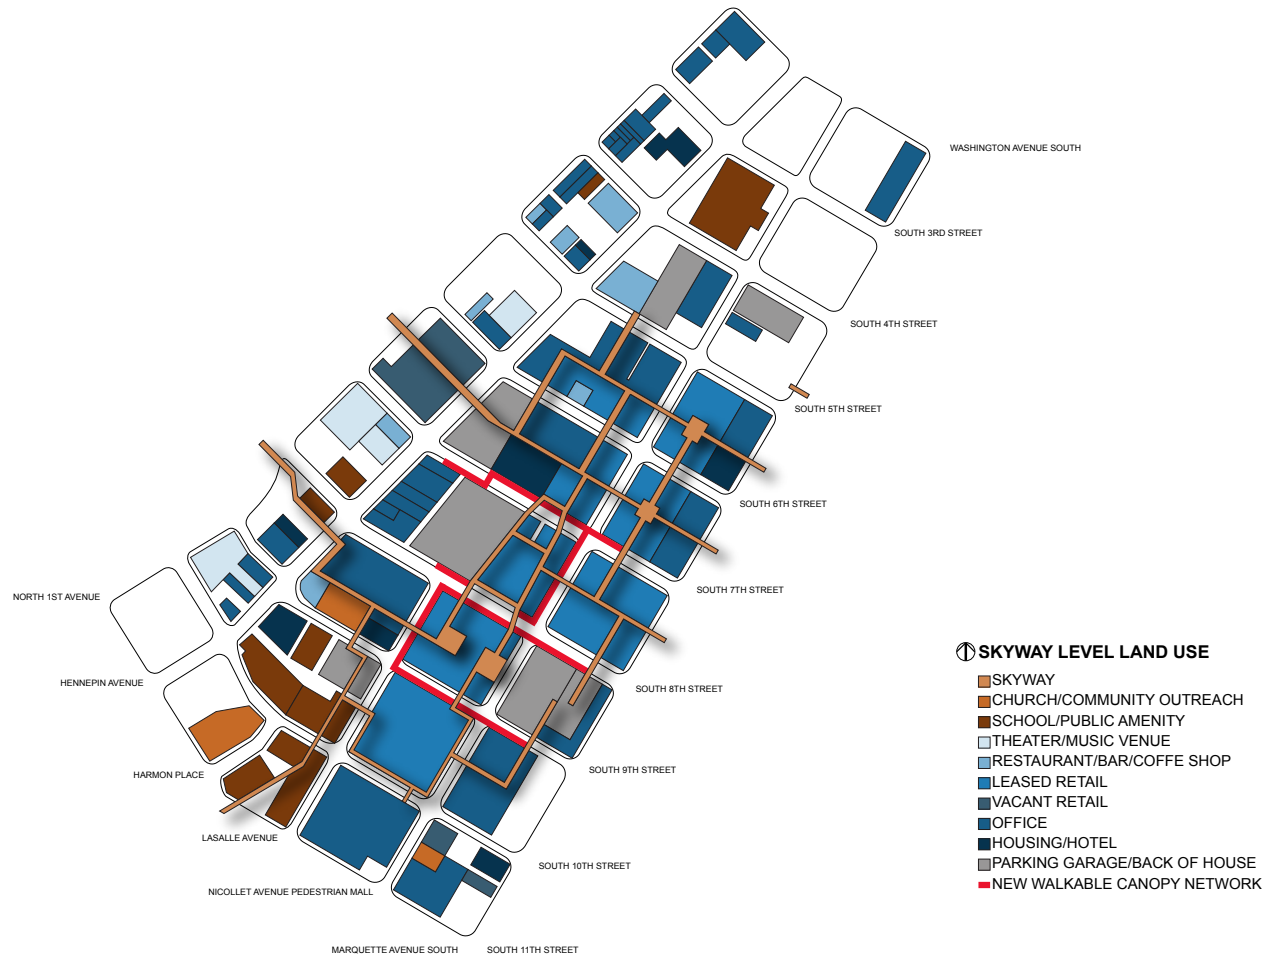 WASHINGTON AVENUE SOUTH
SOUTH 3RD STREET
SOUTH 4TH STREET
SOUTH 5TH STREET
SOUTH 6TH STREET
SOUTH 7TH STREET
NORTH 1ST AVENUE
HENNEPIN AVENUE
SOUTH 8TH STREET
HARMON PLACE
SOUTH 9TH STREET
LASALLE AVENUE
SOUTH 10TH STREET
NICOLLET AVENUE PEDESTRIAN MALL
MARQUETTE AVENUE SOUTH
SOUTH 11TH STREET
SKYWAY LEVEL LAND USE
SKYWAY
CHURCH/COMMUNITY OUTREACH
SCHOOL/PUBLIC AMENITY
THEATER/MUSIC VENUE
RESTAURANT/BAR/COFFE SHOP
LEASED RETAIL
VACANT RETAIL
OFFICE
HOUSING/HOTEL
PARKING GARAGE/BACK OF HOUSE
NEW WALKABLE CANOPY NETWORK